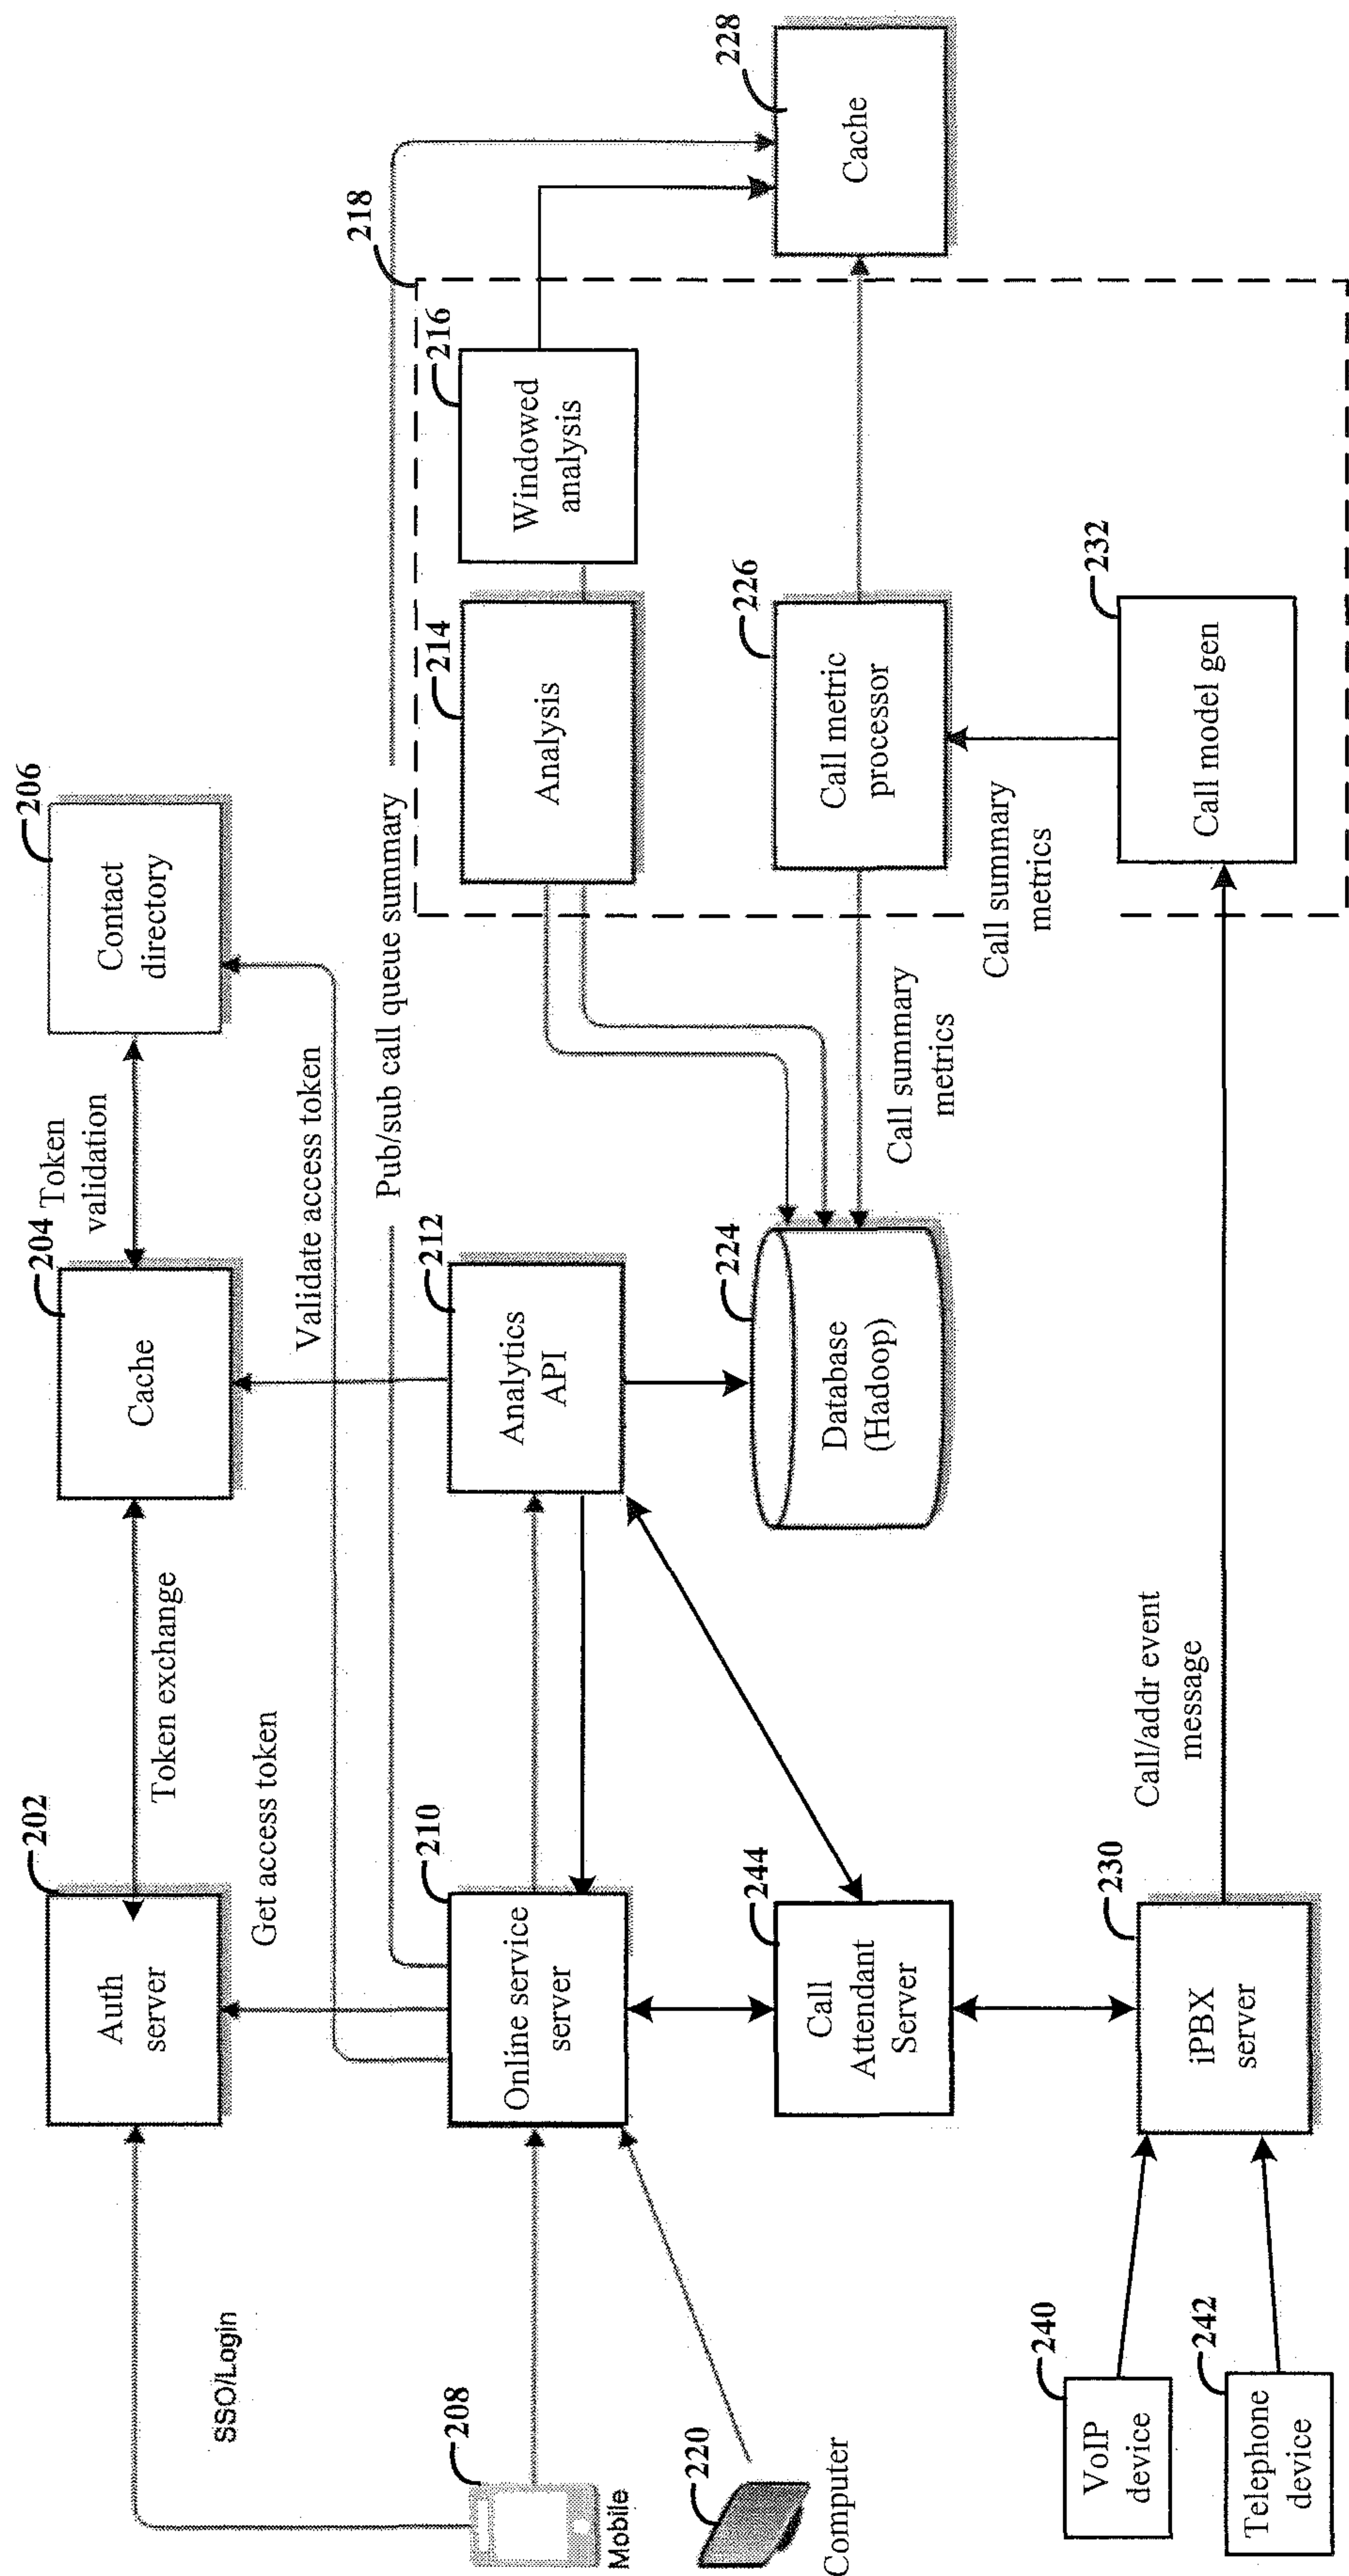 202
Auth
server
Token exchange
204
Cache
Token
validation
206
Contact
directory
SSO/Login
Get access token
Validate access token
Pub/sub call queue summary
218
208
Mobile
210
Online service
server
212
Analytics
API
214
Analysis
216
Windowed
analysis
228
Cache
220
Computer
244
Call
Attendant
Server
224
Database
(Hadoop)
Call summary
metrics
226
Call metric
processor
Call summary
metrics
240
VoIP
device
242
Telephone
device
230
iPBX
server
Call/addr event
message
232
Call model gen